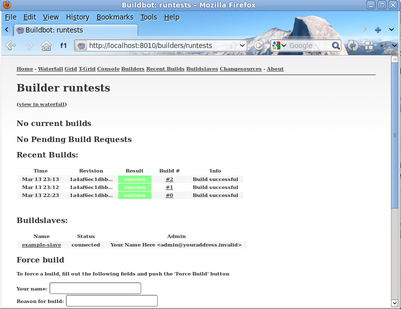 Buildbot: runtests - Mozilla Firefox
File Edit View History Bookmarks Tools Help
Buildbot: runtests
f1 http://localhost:8010/builders/runtests Google
Home - Waterfall Grid T-Grid Console Builders Recent Builds Buildslaves Changesources - About
Builder runtests
(view in waterfall)
No current builds
No Pending Build Requests
Recent Builds:
Time Revision Result Build # Info
Mar 13 23:13 success #2 Build successful
Mar 13 23:12 success #1 Build successful
Mar 13 22:23 success #0 Build successful
Buildslaves:
Name Status Admin
example-slave connected Your Name Here <admin@youraddress.invalid>
Force build
To force a build, fill out the following fields and push the 'Force Build' button
Your name:
Reason for build: